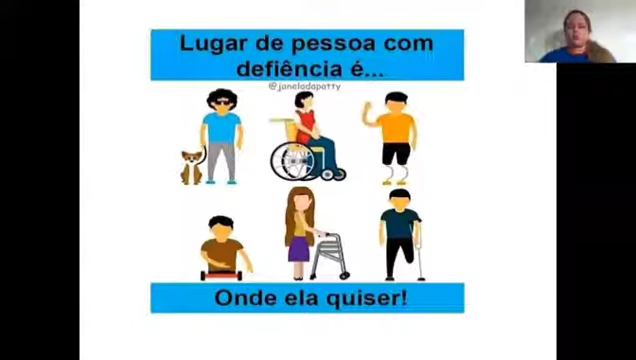 Lugar de pessoa com
defiência é...
@janeladapatty
Onde ela quiser!